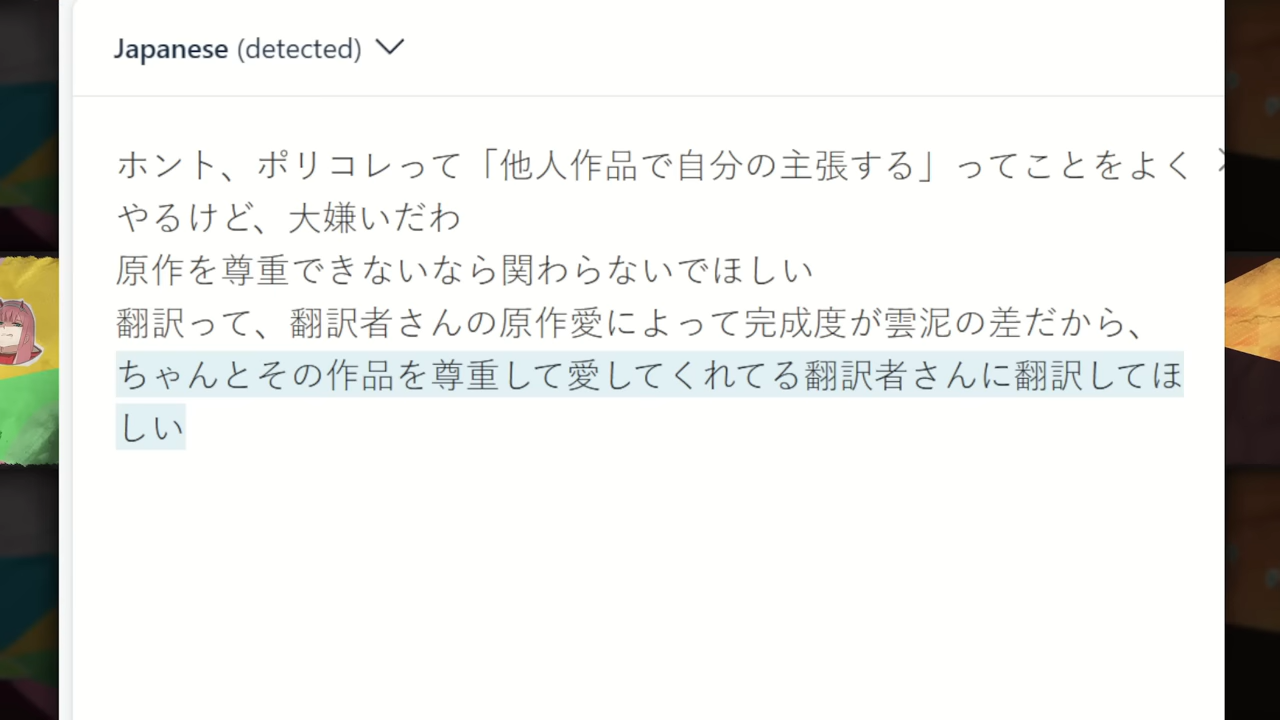 Japanese (detected)
ホント、ポリコレって「他人作品で自分の主張する」ってことをよく
やるけど、大嫌いだわ
原作を尊重できないなら関わらないでほしい
翻訳って、翻訳者さんの原作愛によって完成度が雲泥の差だから、
ちゃんとその作品を尊重して愛してくれてる翻訳者さんに翻訳してほ
しい